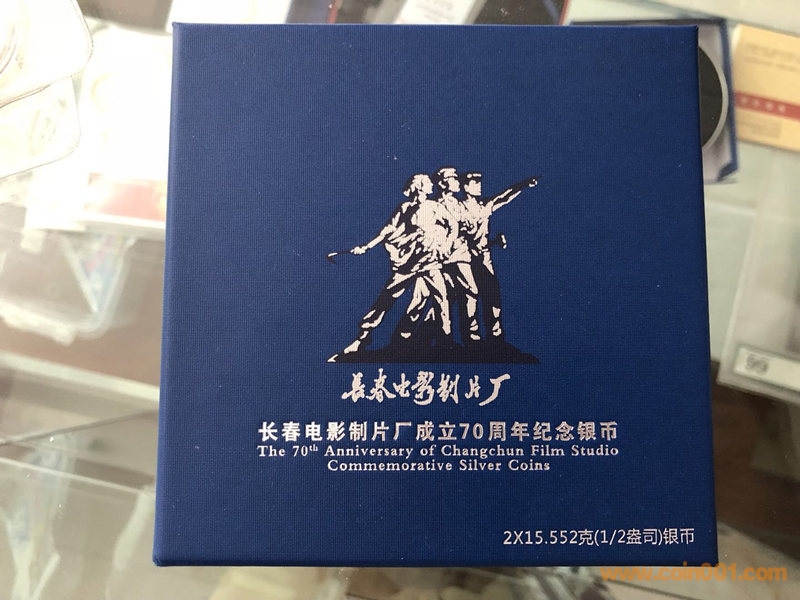 长春电影制片厂
长春电影制片厂成立70周年纪念银币
The 70th Anniversary of Changchun Film Studio
Commemorative Silver Coins
2X15.552克(1/2盎司)银币
www.coin001.com
99